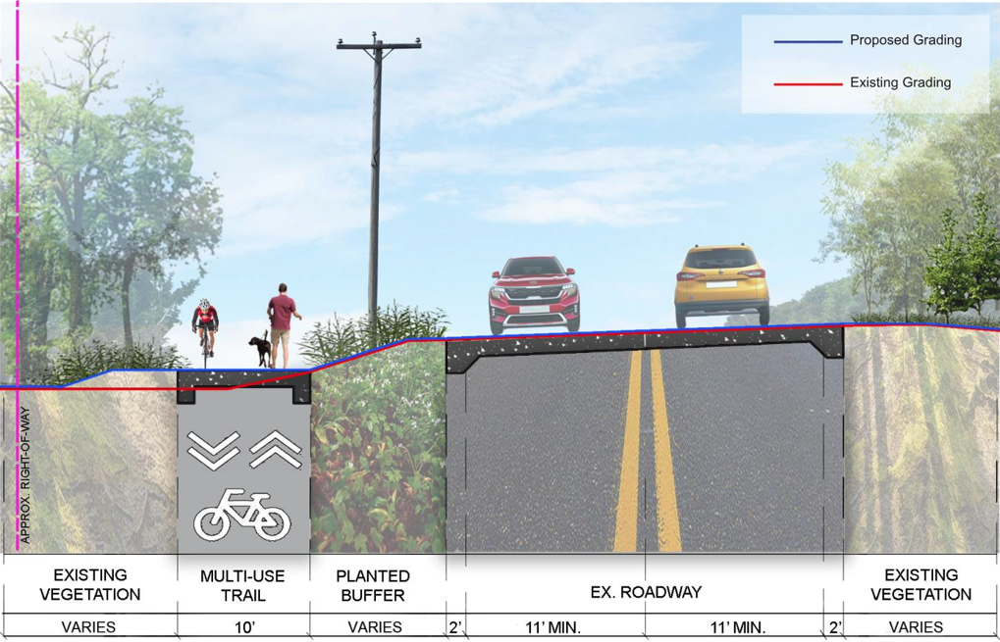 Proposed Grading
Existing Grading
APPROX. RIGHT-OF-WAY
EXISTING
VEGETATION
MULTI-USE
TRAIL
PLANTED
BUFFER
EX. ROADWAY
EXISTING
VEGETATION
VARIES
10’
VARIES
2’
11’ MIN.
11’ MIN.
2’
VARIES